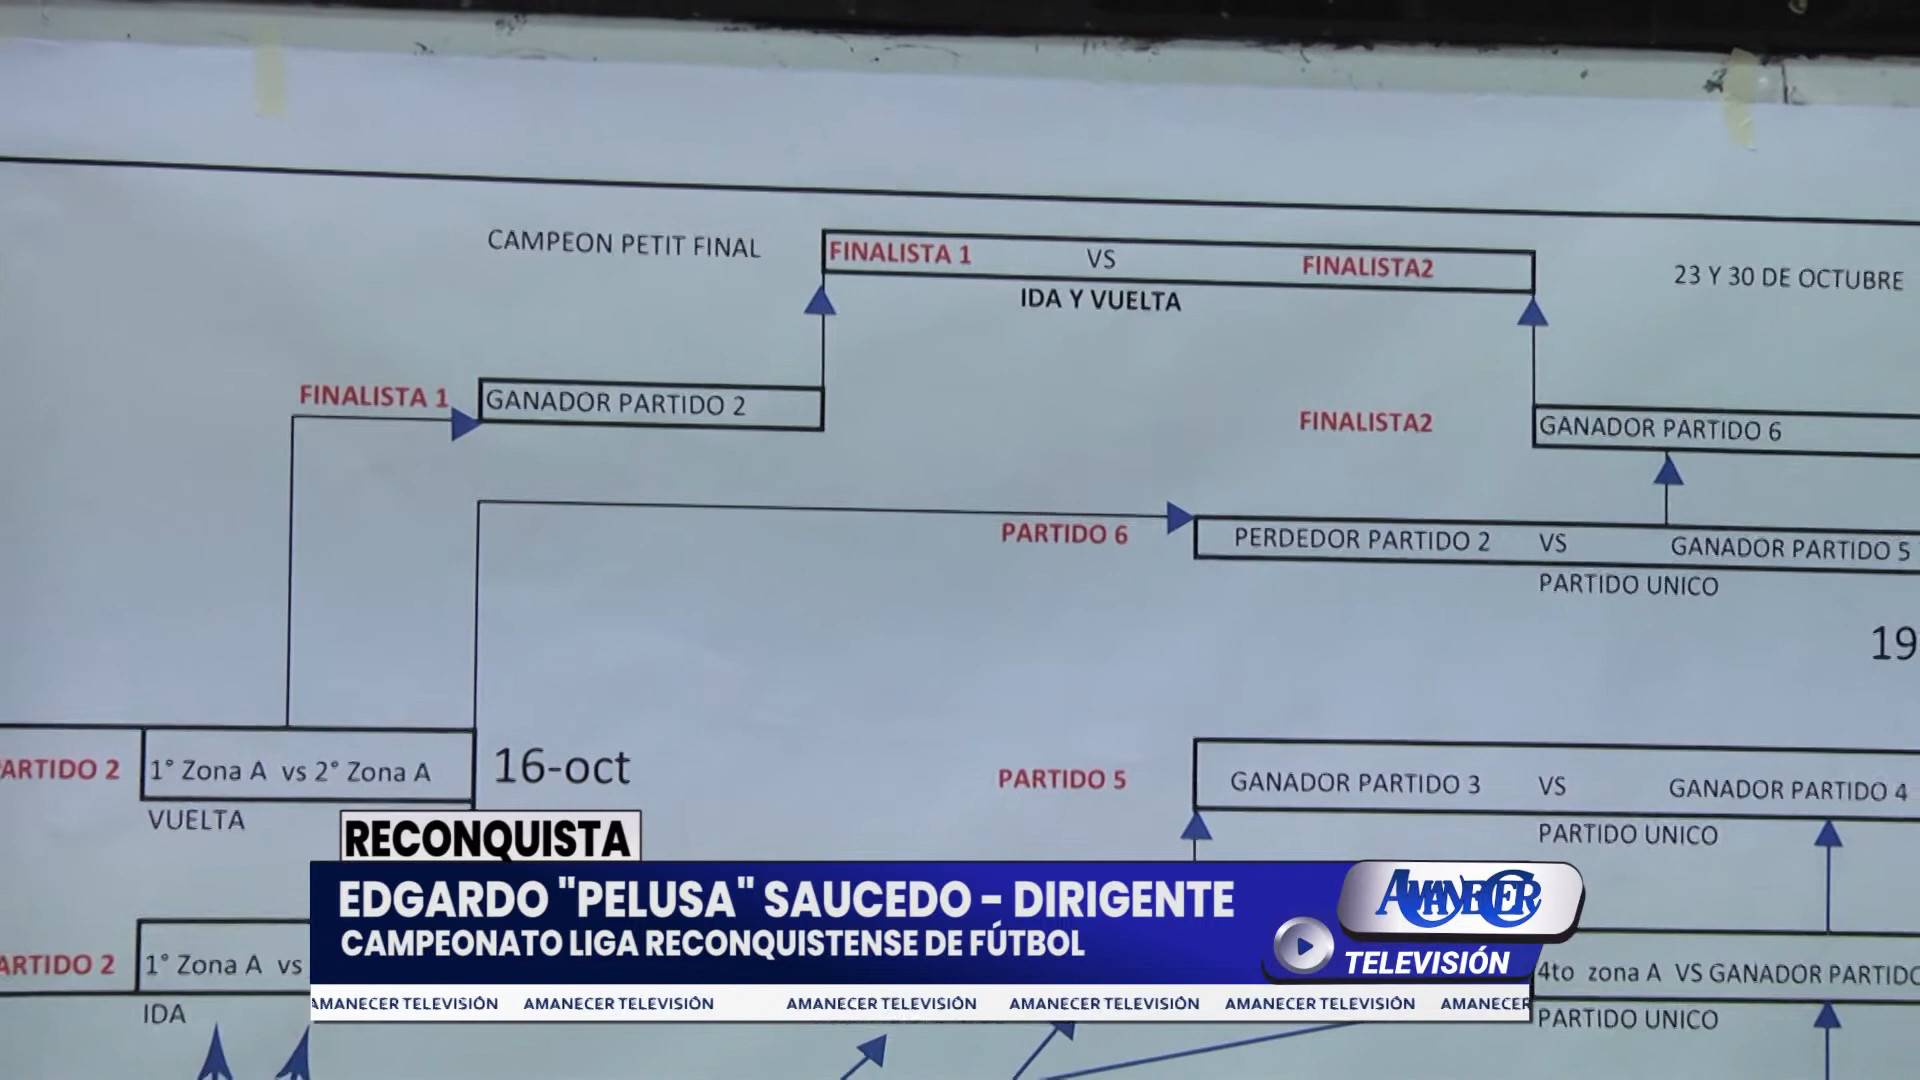 CAMPEON PETIT FINAL
FINALISTA 1 VS FINALISTA2
IDA Y VUELTA
23 Y 30 DE OCTUBRE
FINALISTA 1
GANADOR PARTIDO 2
FINALISTA2
GANADOR PARTIDO 6
PARTIDO 6
PERDEDOR PARTIDO 2 VS GANADOR PARTIDO 5
PARTIDO UNICO
19
ARTIDO 2
1° Zona A vs 2° Zona A
16-oct
VUELTA
PARTIDO 5
GANADOR PARTIDO 3 VS GANADOR PARTIDO 4
PARTIDO UNICO
RECONQUISTA
EDGARDO "PELUSA" SAUCEDO - DIRIGENTE
CAMPEONATO LIGA RECONQUISTENSE DE FÚTBOL
AMANECER
TELEVISIÓN
ARTIDO 2
1° Zona A vs
IDA
4to zona A VS GANADOR PARTIDO
PARTIDO UNICO
AMANECER TELEVISIÓN AMANECER TELEVISIÓN AMANECER TELEVISIÓN AMANECER TELEVISIÓN AMANECER TELEVISIÓN AMANECER